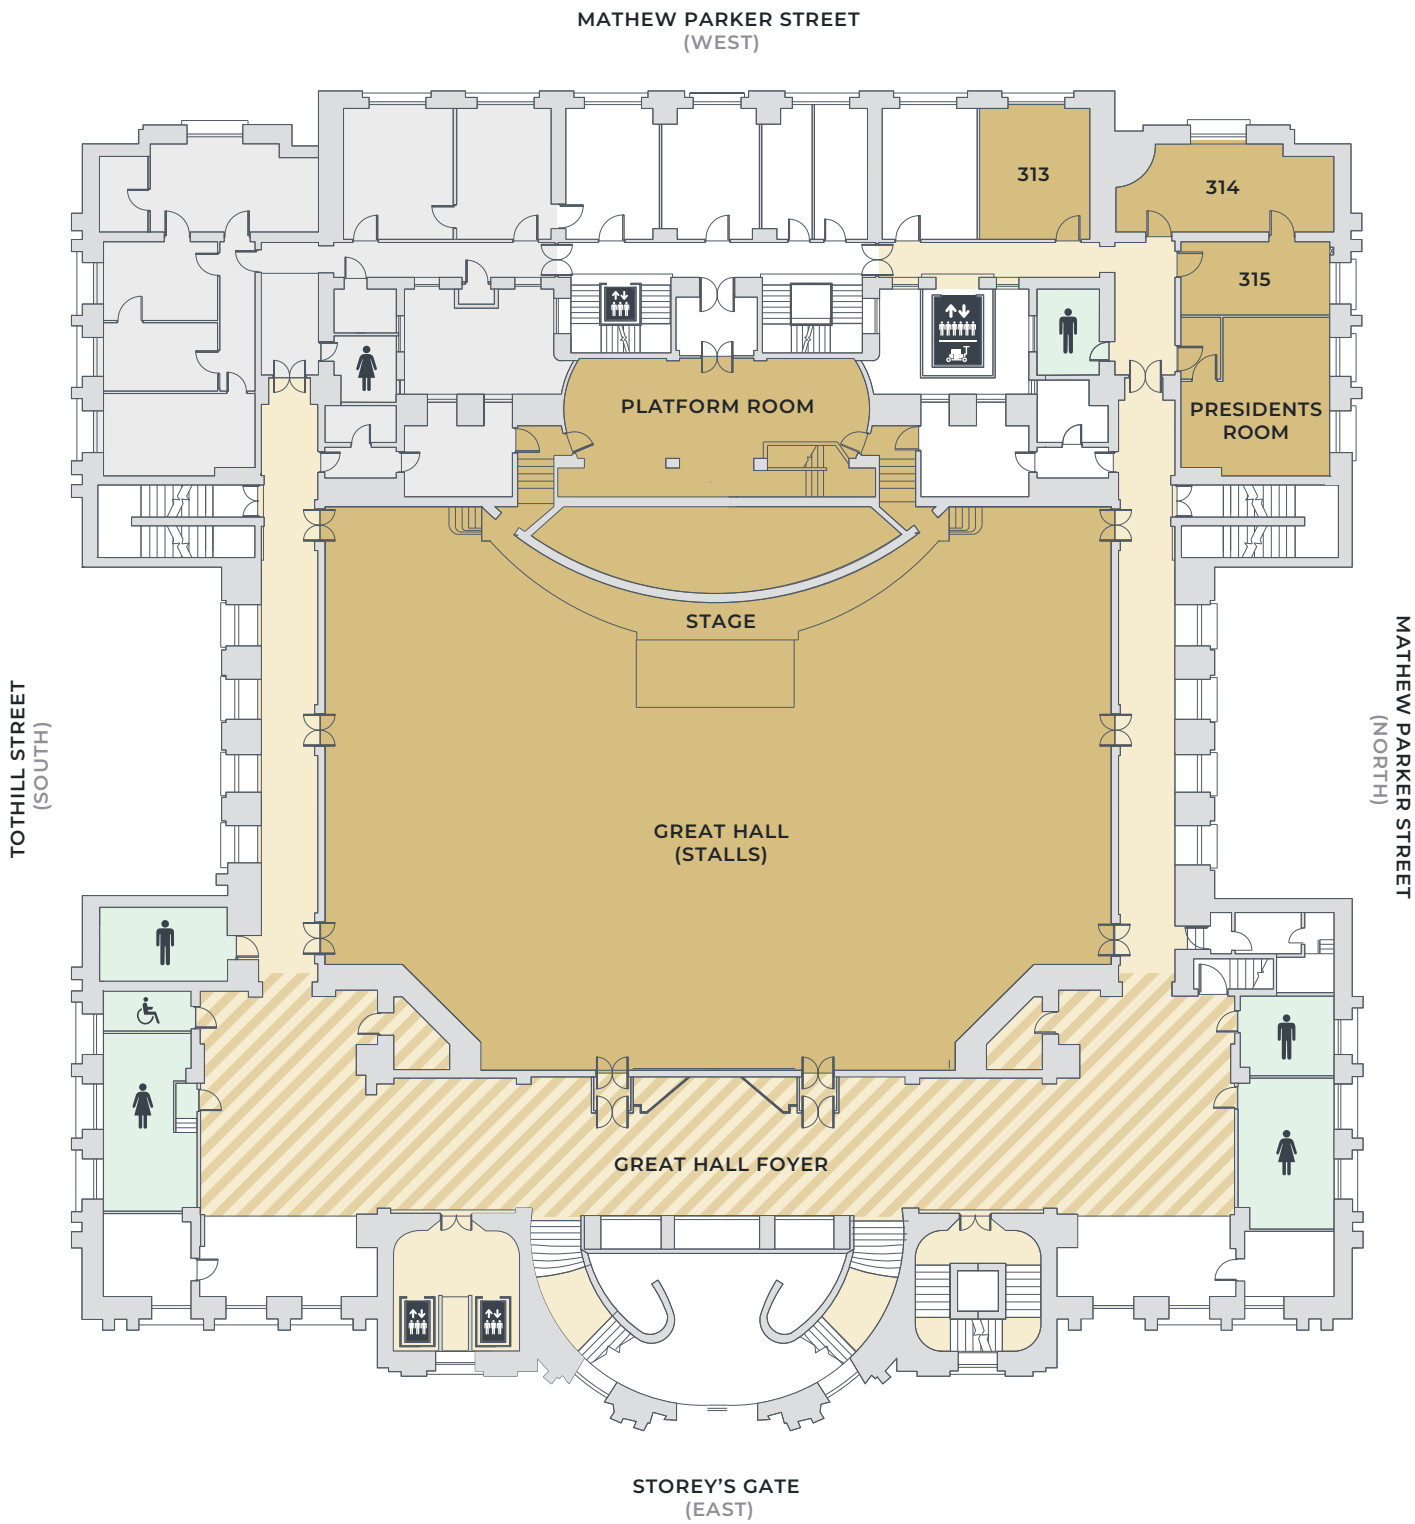 MATHEW PARKER STREET
(WEST)
313
314
315
PLATFORM ROOM
PRESIDENTS
ROOM
STAGE
TOTHILL STREET
(SOUTH)
MATHEW PARKER STREET
(NORTH)
GREAT HALL
(STALLS)
GREAT HALL FOYER
STOREY’S GATE
(EAST)